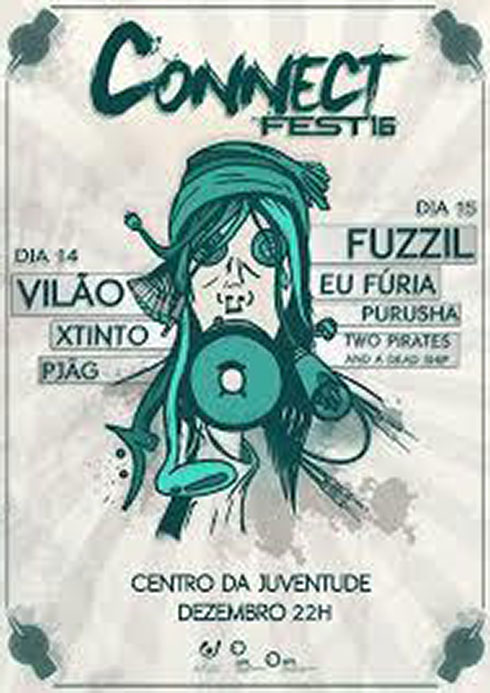 CONNECT
FEST16
DIA 14
VILÃO
XTINTO
PJÃG
DIA 15
FUZZIL
EU FÚRIA
PURUSHA
TWO PIRATES
AND A DEAD SHIP
CENTRO DA JUVENTUDE
DEZEMBRO 22H